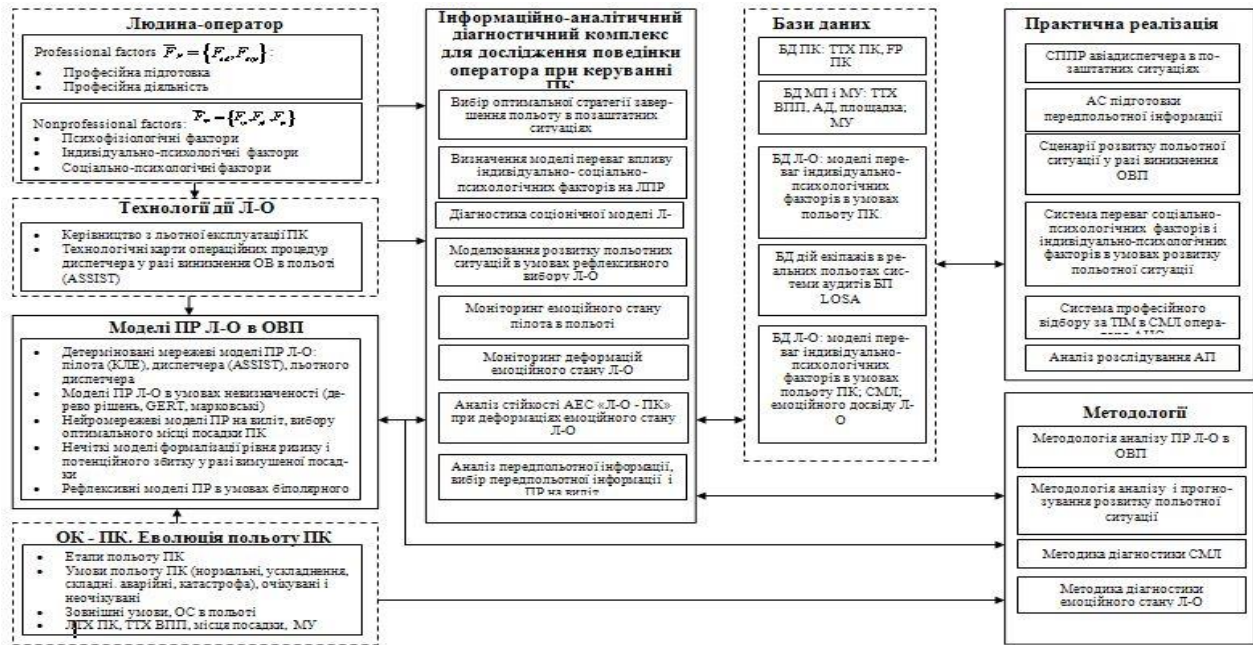 Людина-оператор
Professional factors
Професійна підготовка
Професійна діяльність
Nonprofessional factors:
Психофізіологічні фактори
Індивідуально-психологічні фактори
Соціально-психологічні фактори
Технології дії Л-О
Керівництво з льотної експлуатації ПК
Технологічні карти операційних процедур
диспетчера у разі виникнення ОВ в польоті
(ASSIST)
Моделі ПР Л-О в ОВП
Детерміновані мережеві моделі ПР Л-О:
пілота (КЛЕ), диспетчера (ASSIST), льотного
диспетчера
Моделі ПР Л-О в умовах невизначеності (де-
рево рішень, GERT, марковські)
Нейромережеві моделі ПР на виліт, вибору
оптимального місці посадки ПК
Нечіткі моделі формалізації рівня ризику і
потенційного збитку у разі вимушеної посад-
ки
Рефлексивні моделі ПР в умовах біполярного
ОК - ПК. Еволюція польоту ПК
Етапи польоту ПК
Умови польоту ПК (нормальні, ускладнення,
складні. аварійні, катастрофа), очікувані і
неочікувані
Зовнішні умови, ОС в польоті
ЛТХ ПК, ТТХ ВПП, місця посадки, МУ
Інформаційно-аналітичний
діагностичний комплекс
для дослідження поведінки
оператора при керуванні
ПК
Вибір оптимальної стратегії завер-
шення польоту в позаштатних
ситуаціях
Визначення моделі переваг впливу
індивідуально- соціально-
психологічних факторів на ЛПР
Діагностика соціонічної моделі Л-
Моделювання розвитку польотних
ситуацій в умовах рефлексивного
вибору Л-О
Моніторинг емоційного стану
пілота в польоті
Моніторинг деформацій
емоційного стану Л-О
Аналіз стійкості АЕС «Л-О - ПК»
при деформаціях емоційного стану
Л-О
Аналіз передпольотної інформації,
вибір передпольотної інформації і
ПР на виліт
Бази даних
БД ПК: ТТХ ПК, FP
ПК
БД МП і МУ: ТТХ
ВПП, АД, площадка;
МУ
БД Л-О: моделі пере-
ваг індивідуально-
психологічних
факторів в умовах
польоту ПК.
БД дій екіпажів в ре-
альних польотах сис-
теми аудитів БП
LOSA
БД Л-О: моделі пере-
ваг індивідуально-
психологічних
факторів в умовах
польоту ПК; СМЛ;
емоційного досвіду Л-
О
Практична реалізація
СППР авіадиспетчера в по-
заштатних ситуаціях
АС підготовки
передпольотної інформації
Сценарії розвитку польотної
ситуації у разі виникнення
ОВП
Система переваг соціально-
психологічних факторів і
індивідуально-психологічних
факторів в умовах розвитку
польотної ситуації
Система професійного
відбору за ТІМ в СМЛ опера-
Аналіз розслідування АП
Методології
Методологія аналізу ПР Л-О в
ОВП
Методологія аналізу і прогно-
зування розвитку польотної
ситуації
Методика діагностики СМЛ
Методика діагностики
емоційного стану Л-О